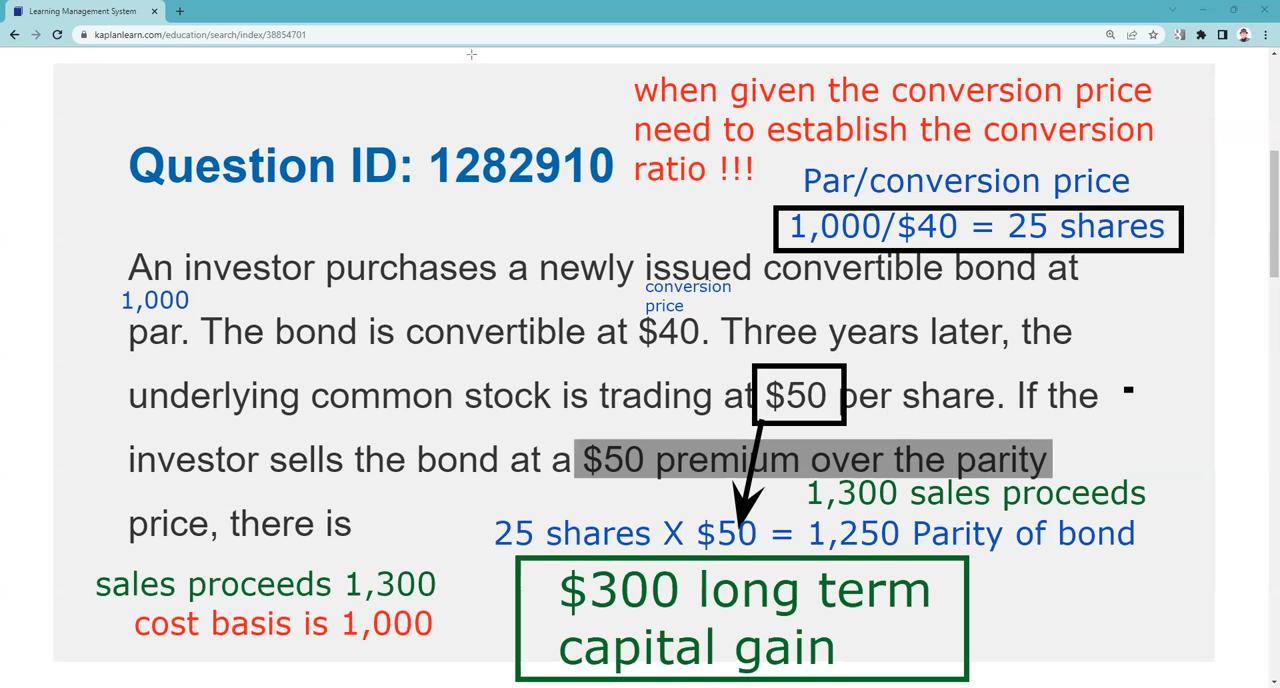 Learning Management System
kaplanlearn.com/education/search/index/38854701
when given the conversion price
need to establish the conversion
ratio !!!
Question ID: 1282910
Par/conversion price
1,000/$40 = 25 shares
An investor purchases a newly issued convertible bond at
1,000
conversion
price
par. The bond is convertible at $40. Three years later, the
underlying common stock is trading at $50 per share. If the
investor sells the bond at a $50 premium over the parity
1,300 sales proceeds
price, there is
25 shares X $50 = 1,250 Parity of bond
sales proceeds 1,300
cost basis is 1,000
$300 long term
capital gain